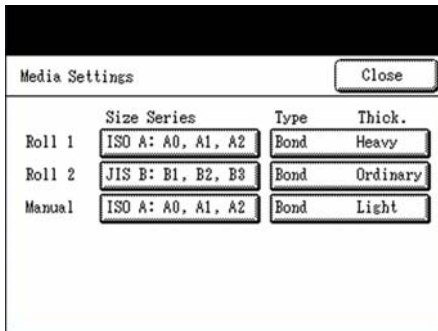 Media Settings Close
Size Series Type Thick.
Roll 1 ISO A: A0, A1, A2 Bond Heavy
Roll 2 JIS B: B1, B2, B3 Bond Ordinary
Manual ISO A: A0, A1, A2 Bond Light